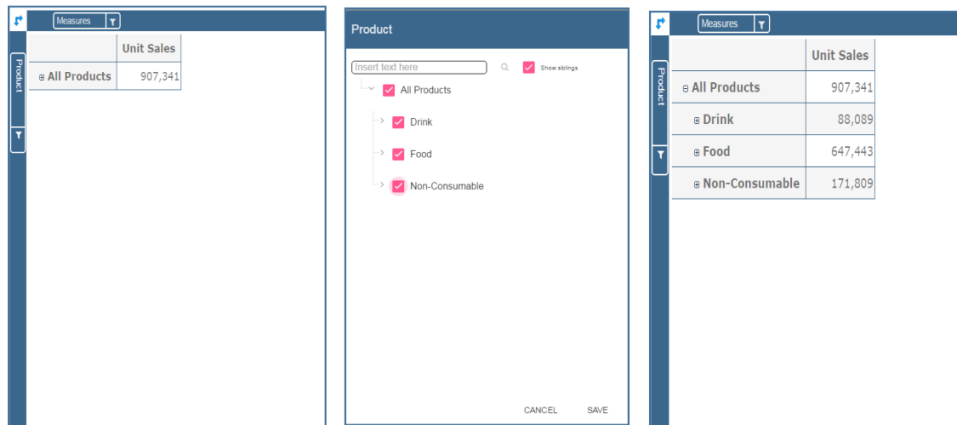 Measures
Unit Sales
All Products 907,341
Product
Product
Insert text here Show siblings
All Products
Drink
Food
Non-Consumable
CANCEL SAVE
Measures
Unit Sales
All Products 907,341
Drink 88,089
Food 647,443
Non-Consumable 171,809
Product